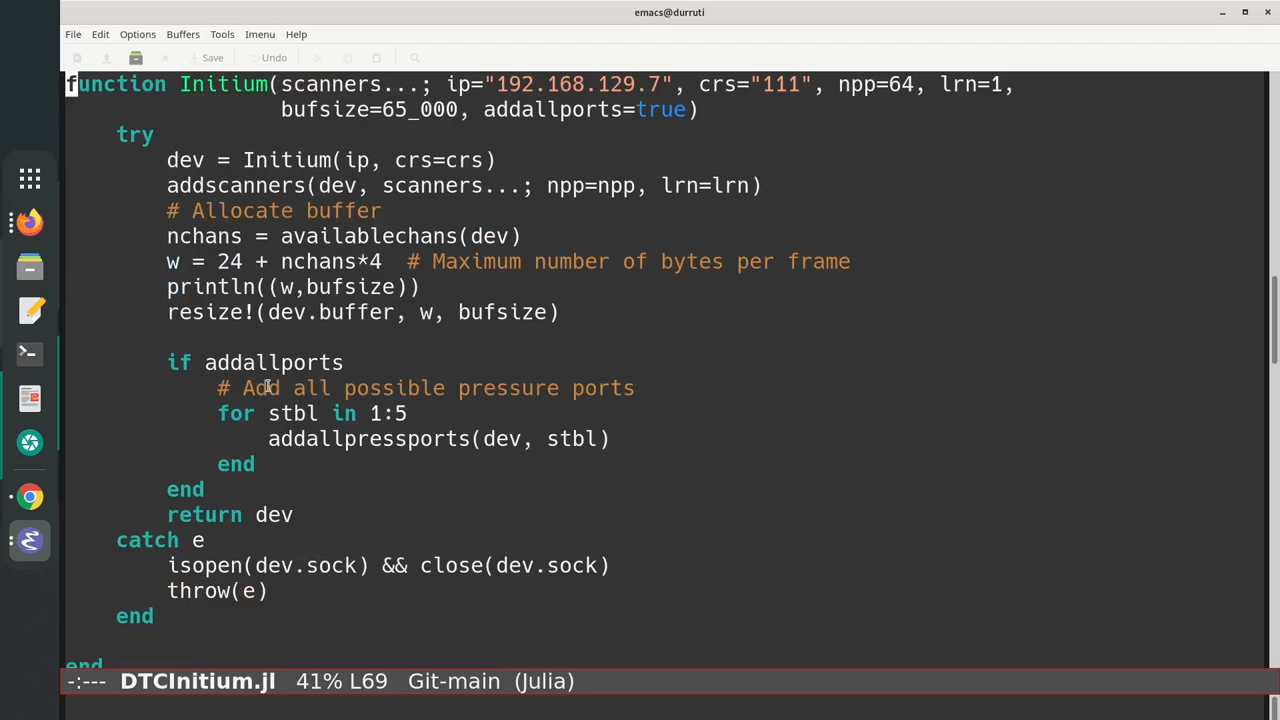 emacs@durruti
File Edit Options Buffers Tools Imenu Help
Save Undo
function Initium(scanners...; ip="192.168.129.7", crs="111", npp=64, lrn=1,
                 bufsize=65_000, addallports=true)
    try
        dev = Initium(ip, crs=crs)
        addscanners(dev, scanners...; npp=npp, lrn=lrn)
        # Allocate buffer
        nchans = availablechans(dev)
        w = 24 + nchans*4  # Maximum number of bytes per frame
        println((w,bufsize))
        resize!(dev.buffer, w, bufsize)
        if addallports
            # Add all possible pressure ports
            for stbl in 1:5
                addallpressports(dev, stbl)
            end
        end
        return dev
    catch e
        isopen(dev.sock) && close(dev.sock)
        throw(e)
    end
end
-:--- DTCInitium.jl 41% L69 Git-main (Julia)